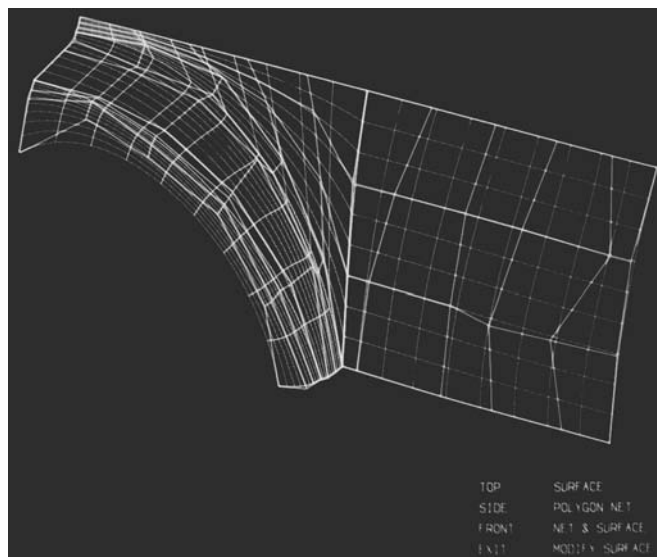 TOP SURFACE
SIDE POLYGON NET
FRONT NET & SURFACE
EXIT MODIFY SURFACE